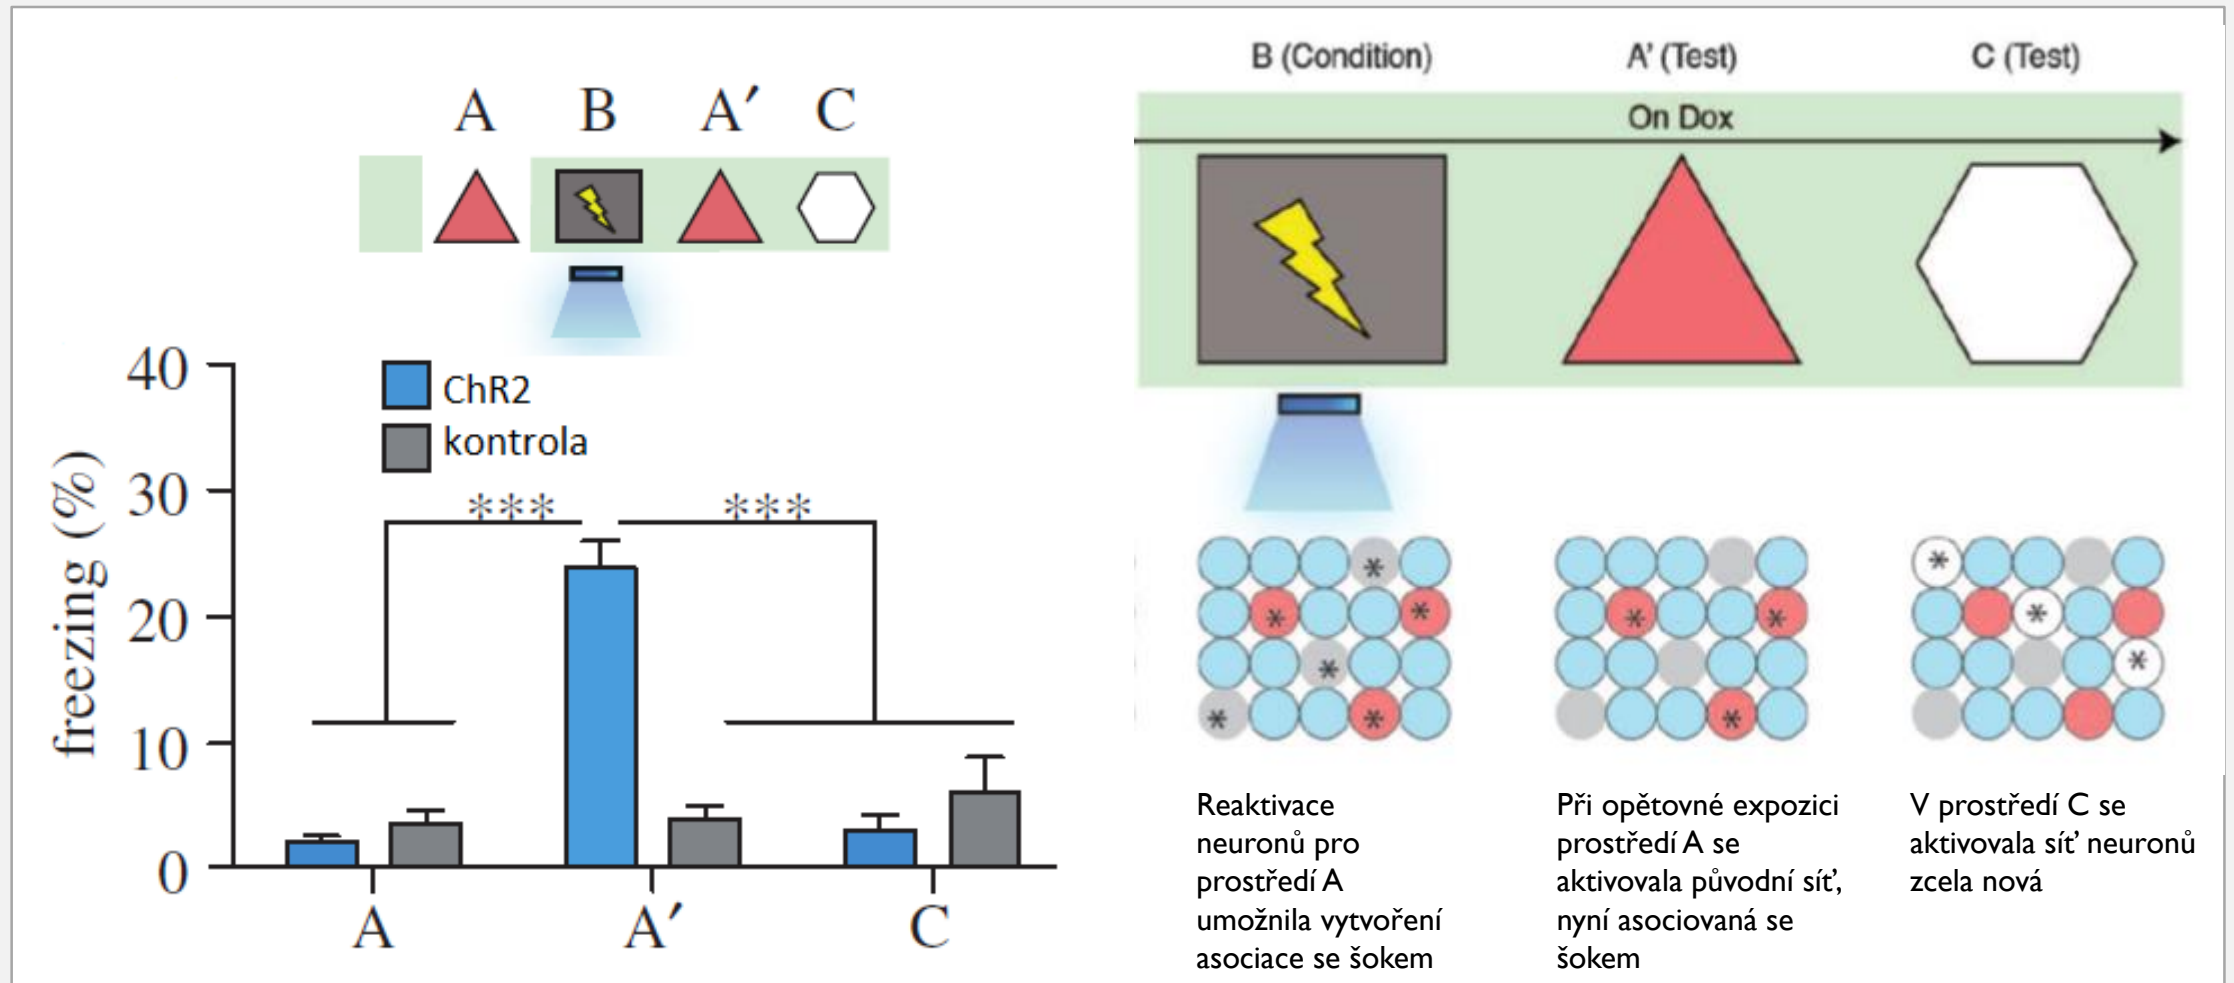 A B A′ C
ChR2
kontrola
40
30
20
10
0
freezing (%)
*** ***
A A′ C
B (Condition) A' (Test) C (Test)
On Dox
* * * * * *
* * *
* * *
Reaktivace
neuronů pro
prostředí A
umožnila vytvoření
asociace se šokem
Při opětovné expozici
prostředí A se
aktivovala původní síť,
nyní asociovaná se
šokem
V prostředí C se
aktivovala síť neuronů
zcela nová